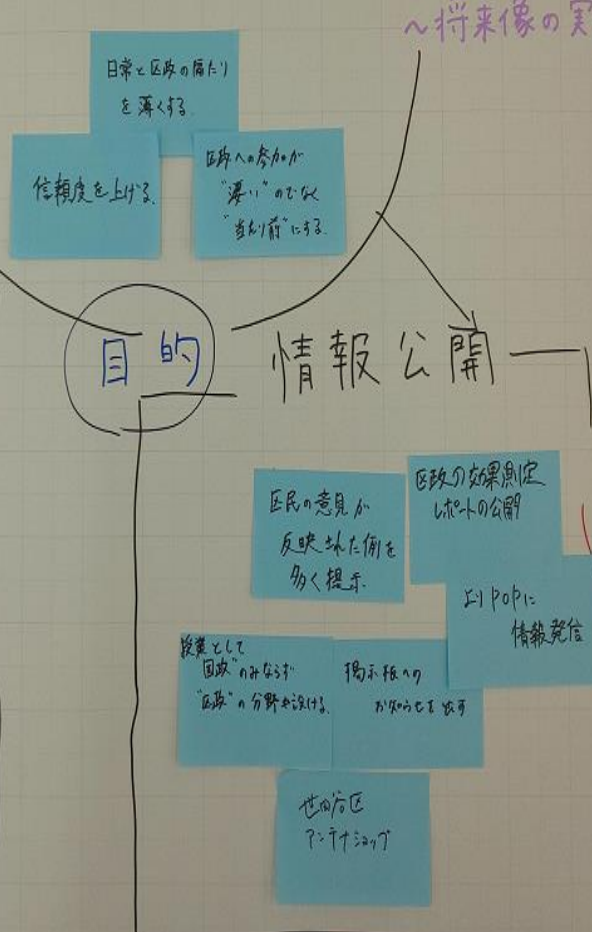 ～将来像の実
日常と区政の隔たり
を薄くする
信頼度を上げる.
区政への参加が
"凄い"のでなく
"当たり前"にする.
目的
情報公開
区民の意見が
反映された例を
多く提示
区政の効果測定
レポートの公開
よりPOPに
情報発信
授業として
"国政"のみならず
"区政"の分野も設ける.
掲示板への
お知らせを出す
世田谷区
アンテナショップ